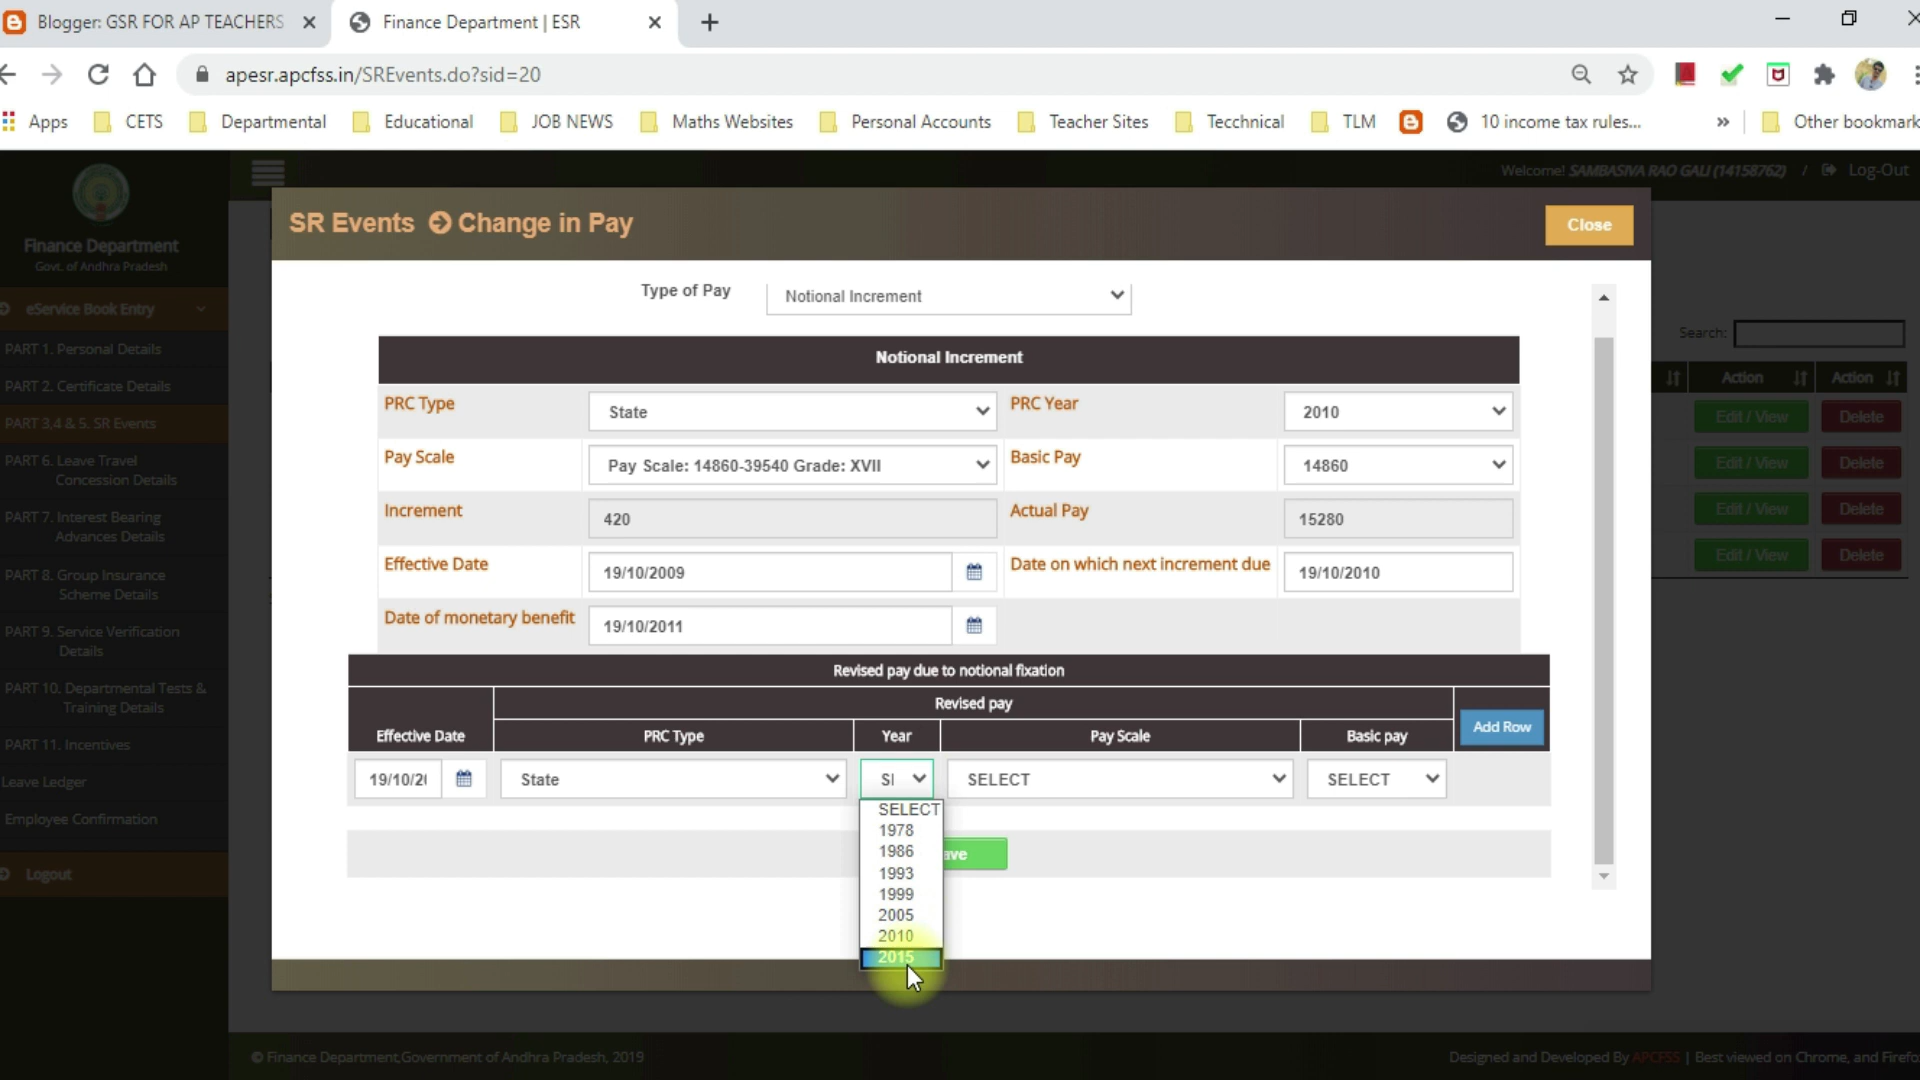 Blogger: GSR FOR AP TEACHERS
Finance Department | ESR
apesr.apcfss.in/SREvents.do?sid=20
Apps CETS Departmental Educational JOB NEWS Maths Websites Personal Accounts Teacher Sites Tecchnical TLM 10 income tax rules... » Other bookmark
Welcome! SAMBASIVA RAO GALI (14158762) / Log-Out
Finance Department
Govt. of Andhra Pradesh
eService Book Entry
PART 1. Personal Details
PART 2. Certificate Details
PART 3,4 & 5. SR Events
PART 6. Leave Travel
Concession Details
PART 7. Interest Bearing
Advances Details
PART 8. Group Insurance
Scheme Details
PART 9. Service Verification
Details
PART 10. Departmental Tests &
Training Details
PART 11. Incentives
Leave Ledger
Employee Confirmation
Logout
SR Events Change in Pay
Close
Type of Pay Notional Increment
Notional Increment
PRC Type State PRC Year 2010
Pay Scale Pay Scale: 14860-39540 Grade: XVII Basic Pay 14860
Increment 420 Actual Pay 15280
Effective Date 19/10/2009 Date on which next increment due 19/10/2010
Date of monetary benefit 19/10/2011
Revised pay due to notional fixation
Revised pay
Effective Date PRC Type Year Pay Scale Basic pay Add Row
19/10/2( State SI SELECT SELECT
SELECT
1978
1986
1993
1999
2005
2010
2015
ave
Search:
Action Action
Edit / View Delete
Edit / View Delete
Edit / View Delete
Edit / View Delete
© Finance Department,Government of Andhra Pradesh, 2019
Designed and Developed By APCFSS | Best viewed on Chrome, and Firefo